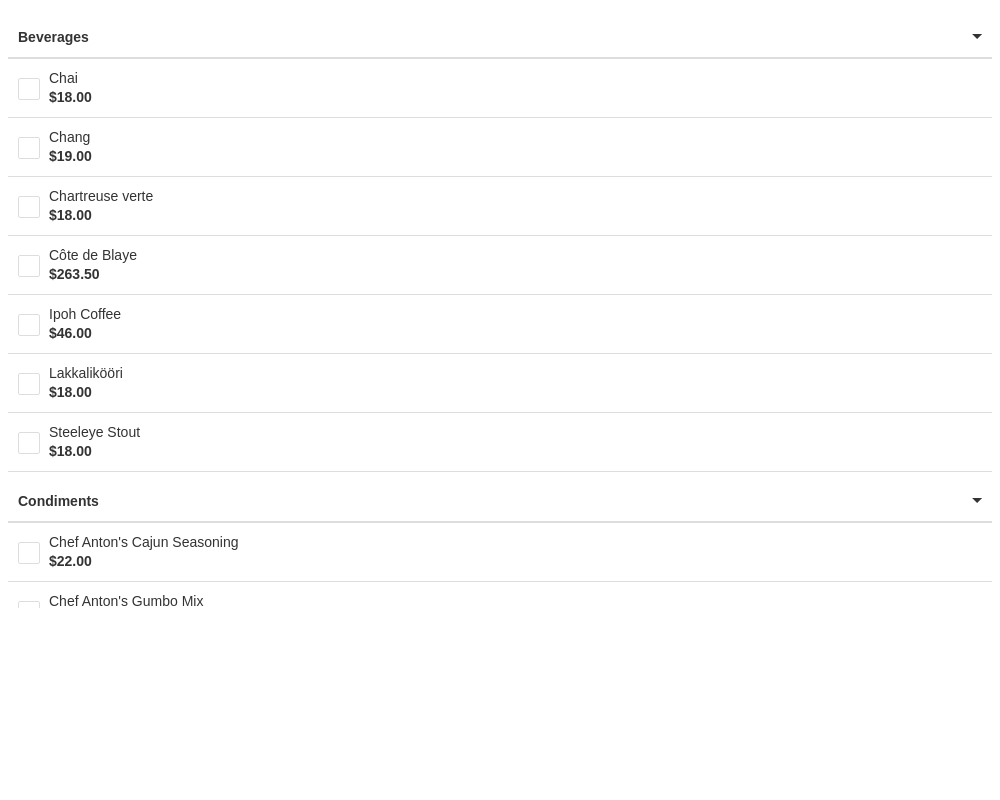 Beverages
Chai
$18.00
Chang
$19.00
Chartreuse verte
$18.00
Côte de Blaye
$263.50
Ipoh Coffee
$46.00
Lakkalikööri
$18.00
Steeleye Stout
$18.00
Condiments
Chef Anton's Cajun Seasoning
$22.00
Chef Anton's Gumbo Mix